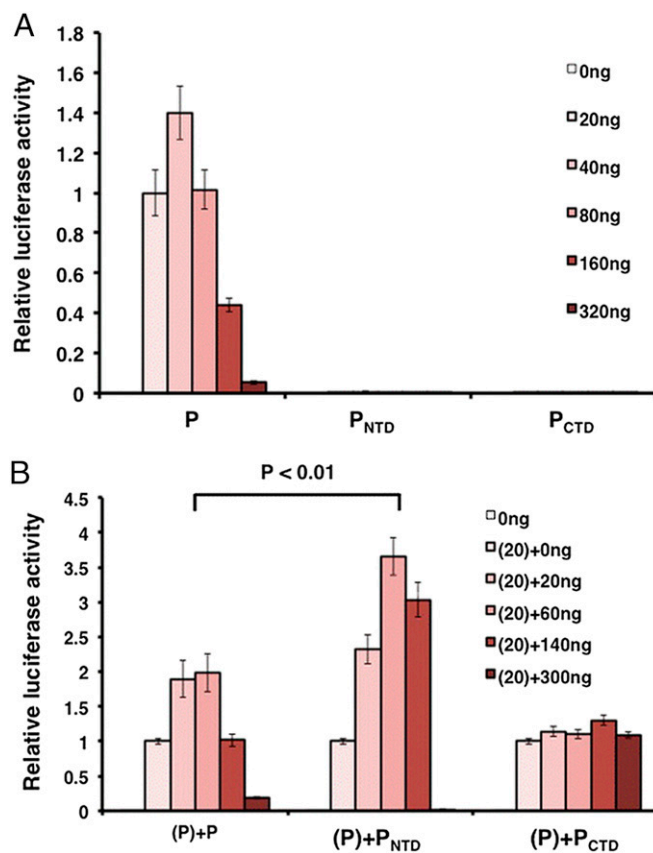 A
Relative luciferase activity
1.8
1.6
1.4
1.2
1
0.8
0.6
0.4
0.2
0
0ng
20ng
40ng
80ng
160ng
320ng
P
PNTD
PCTD
B
P < 0.01
Relative luciferase activity
4.5
4
3.5
3
2.5
2
1.5
1
0.5
0
0ng
(20)+0ng
(20)+20ng
(20)+60ng
(20)+140ng
(20)+300ng
(P)+P
(P)+PNTD
(P)+PCTD